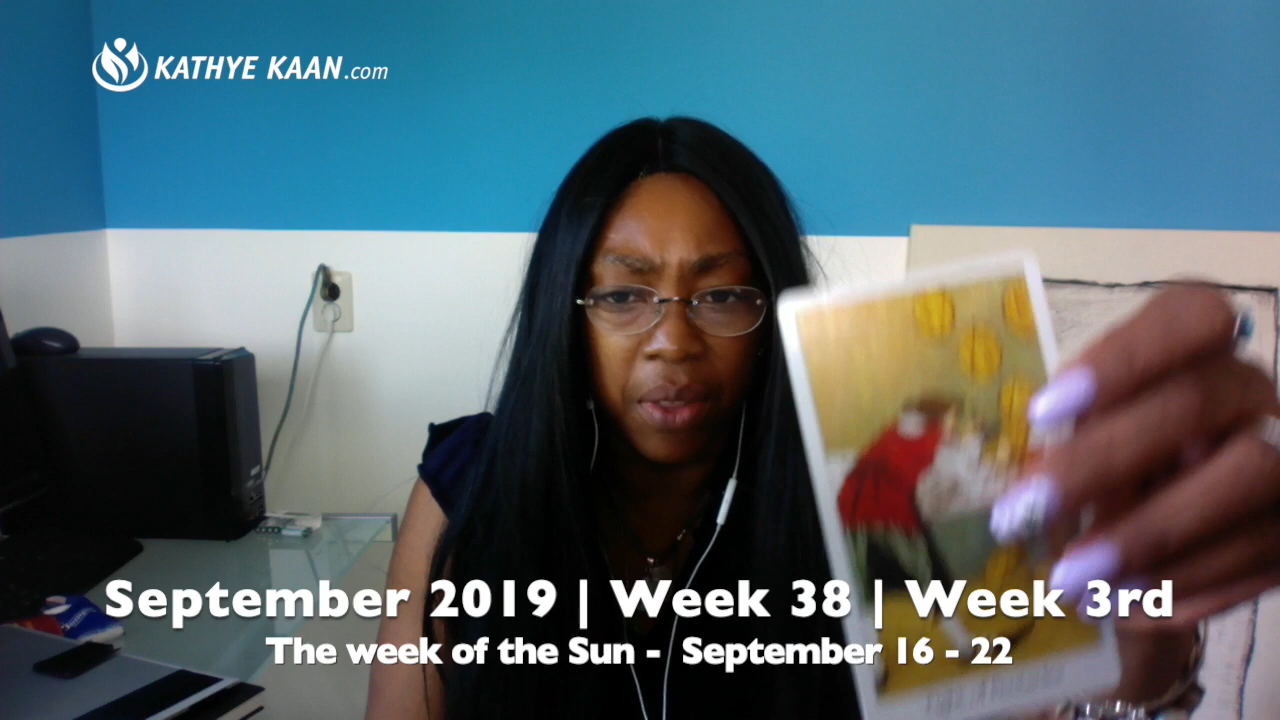 KATHYE KAAN.com
September 2019 | Week 38 | Week 3rd
The week of the Sun - September 16 - 22